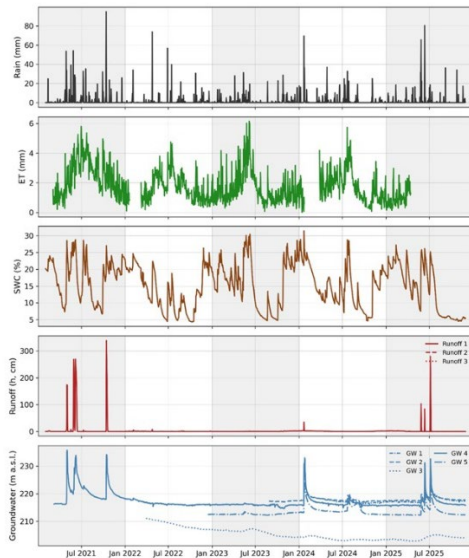 Rain (mm)
80
60
40
20
0
ET (mm)
6
4
2
0
SWC (%)
30
25
20
15
10
5
Runoff (h, cm)
300
200
100
0
Runoff 1
Runoff 2
Runoff 3
Groundwater (m a.s.l.)
230
220
210
GW 1
GW 2
GW 3
GW 4
GW 5
Jul 2021
Jan 2022
Jul 2022
Jan 2023
Jul 2023
Jan 2024
Jul 2024
Jan 2025
Jul 2025